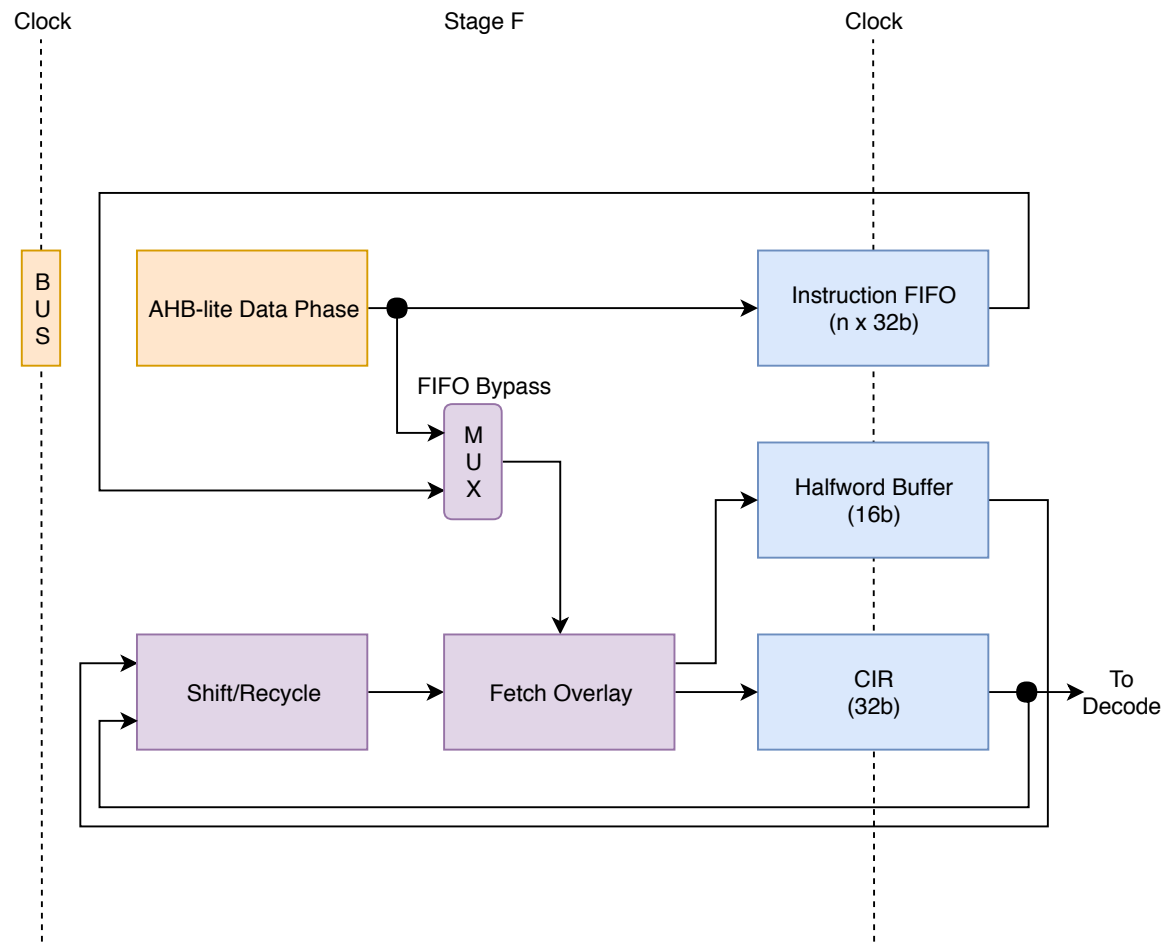 Clock
Stage F
Clock
B
U
S
AHB-lite Data Phase
Instruction FIFO
(n x 32b)
FIFO Bypass
M
U
X
Halfword Buffer
(16b)
Shift/Recycle
Fetch Overlay
CIR
(32b)
To
Decode